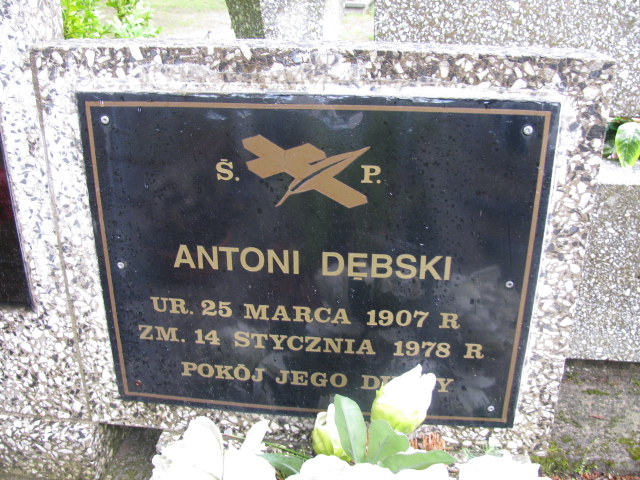 Ś. P.
ANTONI DĘBSKI
UR. 25 MARCA 1907 R
ZM. 14 STYCZNIA 1978 R
POKÓJ JEGO